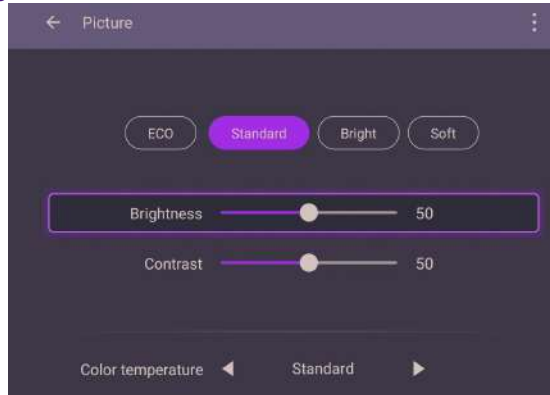 Picture
ECO Standard Bright Soft
Brightness 50
Contrast 50
Color temperature Standard